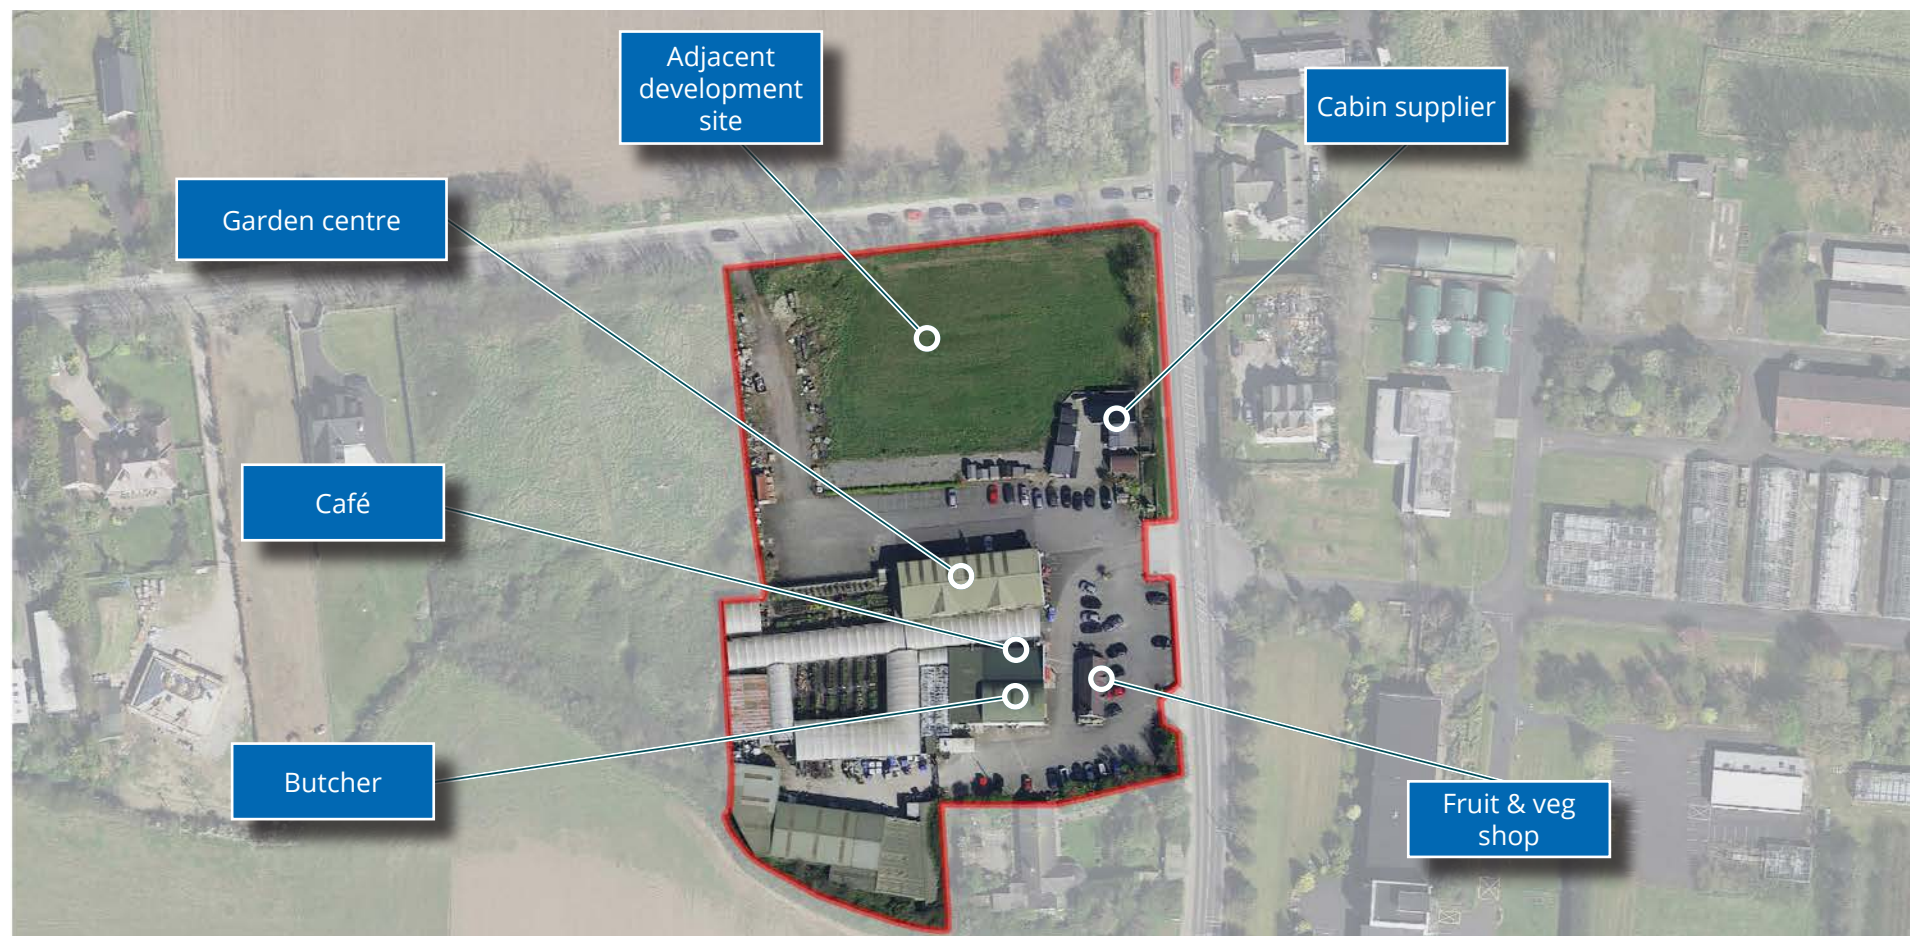 Adjacent
development
site
Cabin supplier
Garden centre
Café
Butcher
Fruit & veg
shop